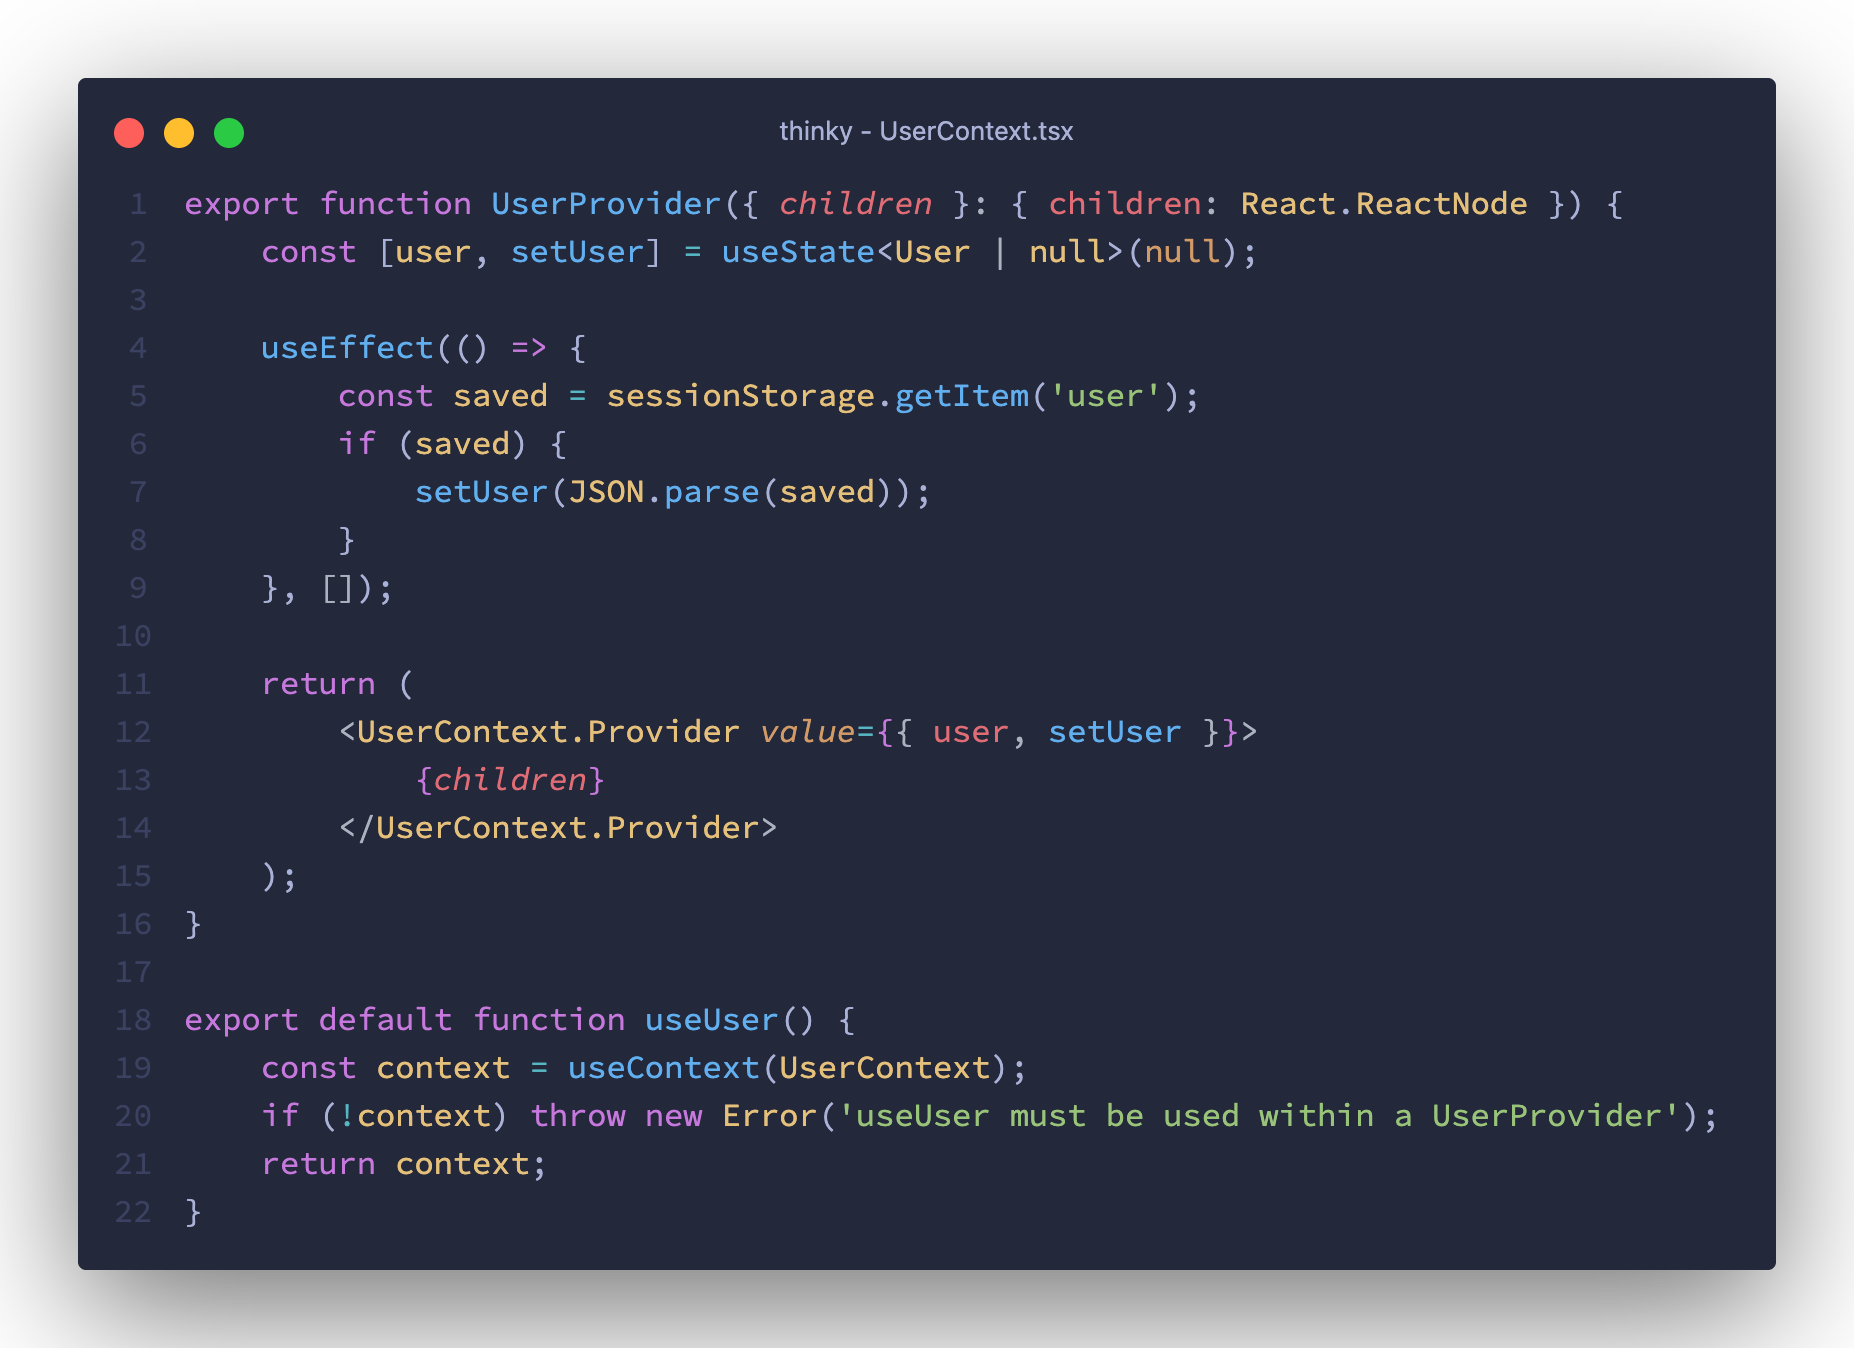 thinky - UserContext.tsx
1 export function UserProvider({ children }: { children: React.ReactNode }) {
2     const [user, setUser] = useState<User | null>(null);
3
4     useEffect(() => {
5         const saved = sessionStorage.getItem('user');
6         if (saved) {
7             setUser(JSON.parse(saved));
8         }
9     }, []);
10
11     return (
12         <UserContext.Provider value={{ user, setUser }}>
13             {children}
14         </UserContext.Provider>
15     );
16 }
17
18 export default function useUser() {
19     const context = useContext(UserContext);
20     if (!context) throw new Error('useUser must be used within a UserProvider');
21     return context;
22 }